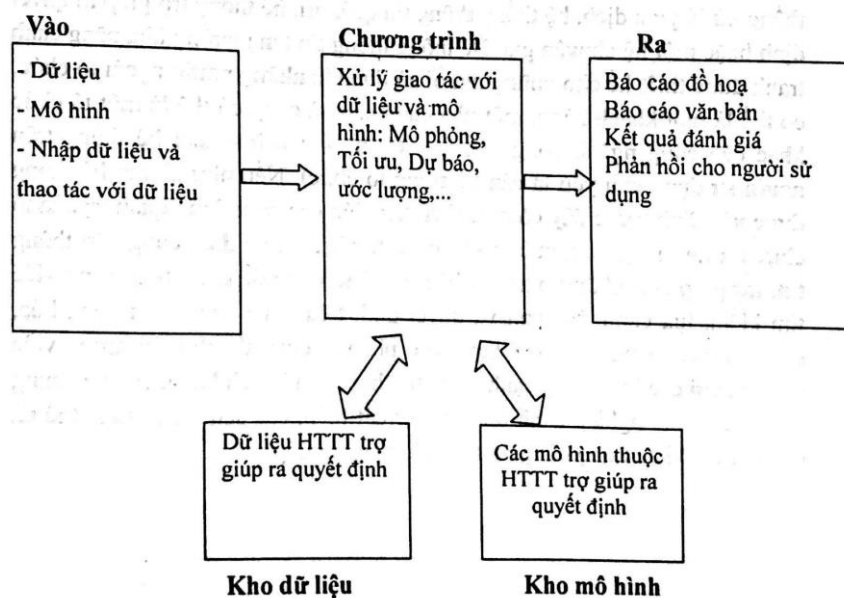 Vào
- Dữ liệu
- Mô hình
- Nhập dữ liệu và
thao tác với dữ liệu
Chương trình
Xử lý giao tác với
dữ liệu và mô
hình: Mô phỏng,
Tối ưu, Dự báo,
ước lượng,...
Ra
Báo cáo đồ hoạ
Báo cáo văn bản
Kết quả đánh giá
Phản hồi cho người sử
dụng
Dữ liệu HTTT trợ
giúp ra quyết định
Kho dữ liệu
Các mô hình thuộc
HTTT trợ giúp ra
quyết định
Kho mô hình